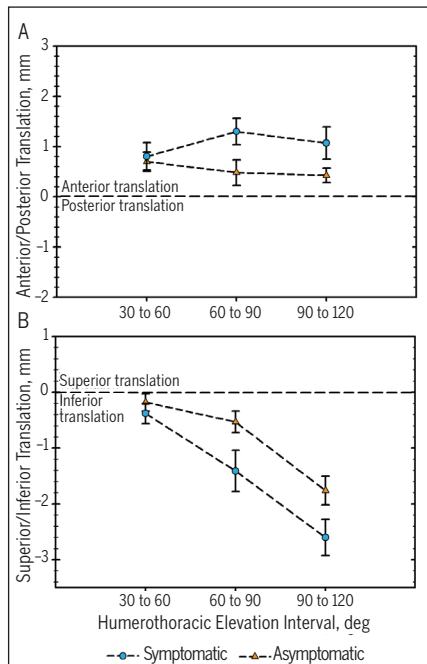 A
Anterior/Posterior Translation, mm
3
2
1
0
−1
−2
Anterior translation
Posterior translation
30 to 60 60 to 90 90 to 120
B
Superior/Inferior Translation, mm
1
0
−1
−2
−3
Superior translation
Inferior
translation
30 to 60 60 to 90 90 to 120
Humerothoracic Elevation Interval, deg
Symptomatic Asymptomatic